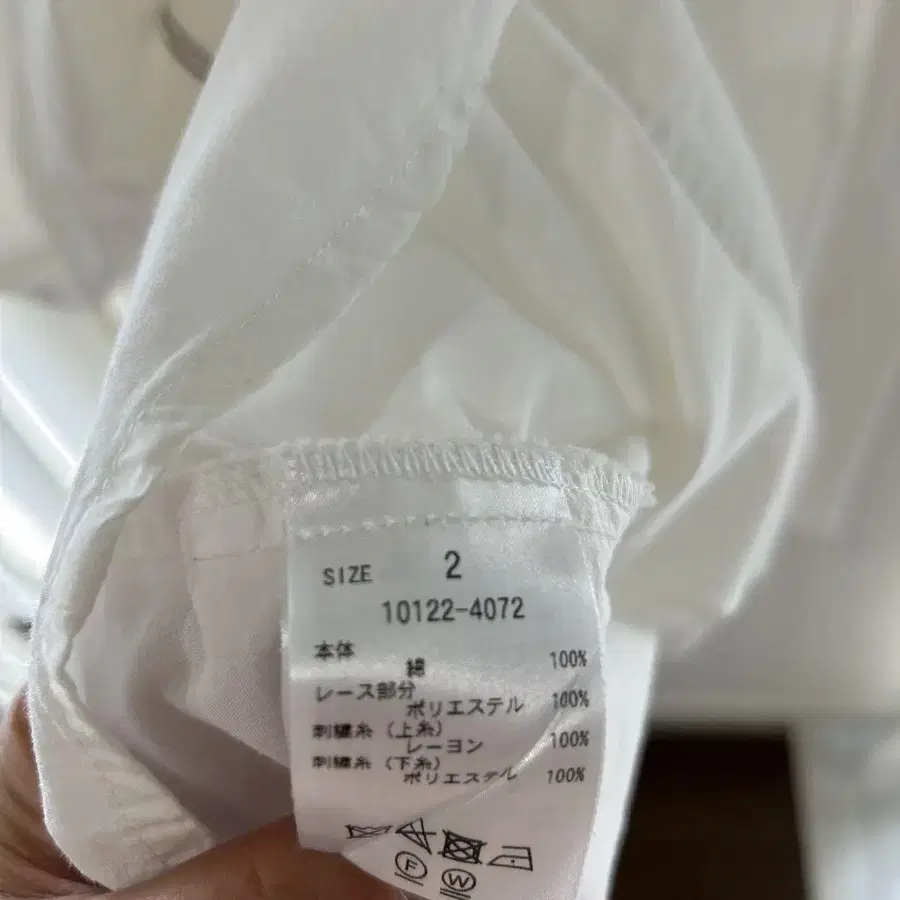 SIZE 2
10122-4072
本体
綿 100%
レース部分
ポリエステル 100%
刺繍糸（上糸）
レーヨン 100%
刺繍糸（下糸）
ポリエステル 100%
F W